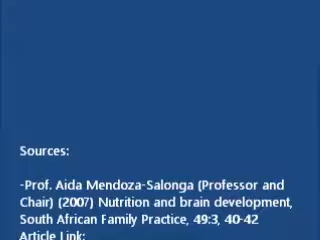 Sources:
-Prof. Aida Mendoza-Salonga (Professor and
Chair) (2007) Nutrition and brain development,
South African Family Practice, 49:3, 40-42
Article Link: